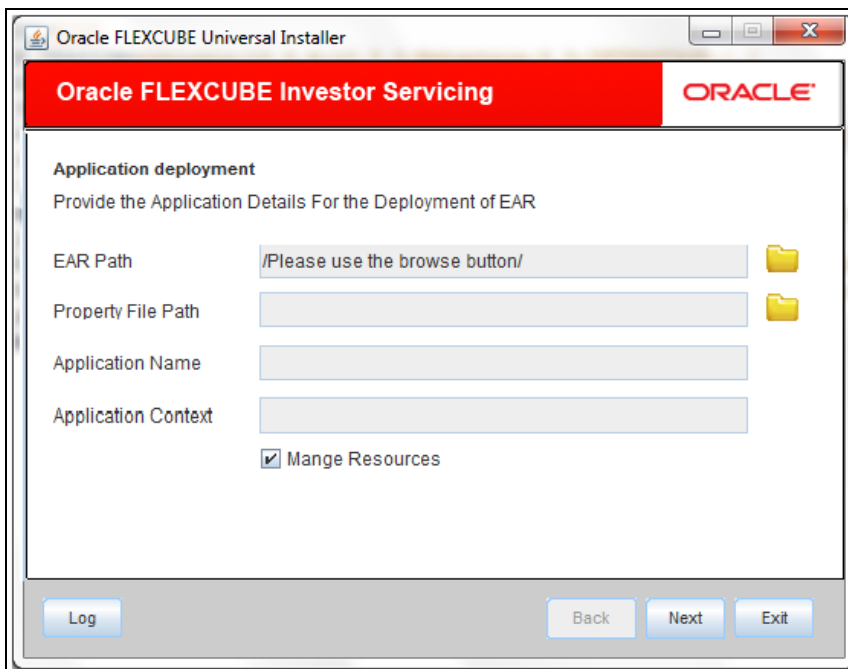 Oracle FLEXCUBE Universal Installer
Oracle FLEXCUBE Investor Servicing
ORACLE
Application deployment
Provide the Application Details For the Deployment of EAR
EAR Path /Please use the browse button/
Property File Path
Application Name
Application Context
Mange Resources
Log Back Next Exit